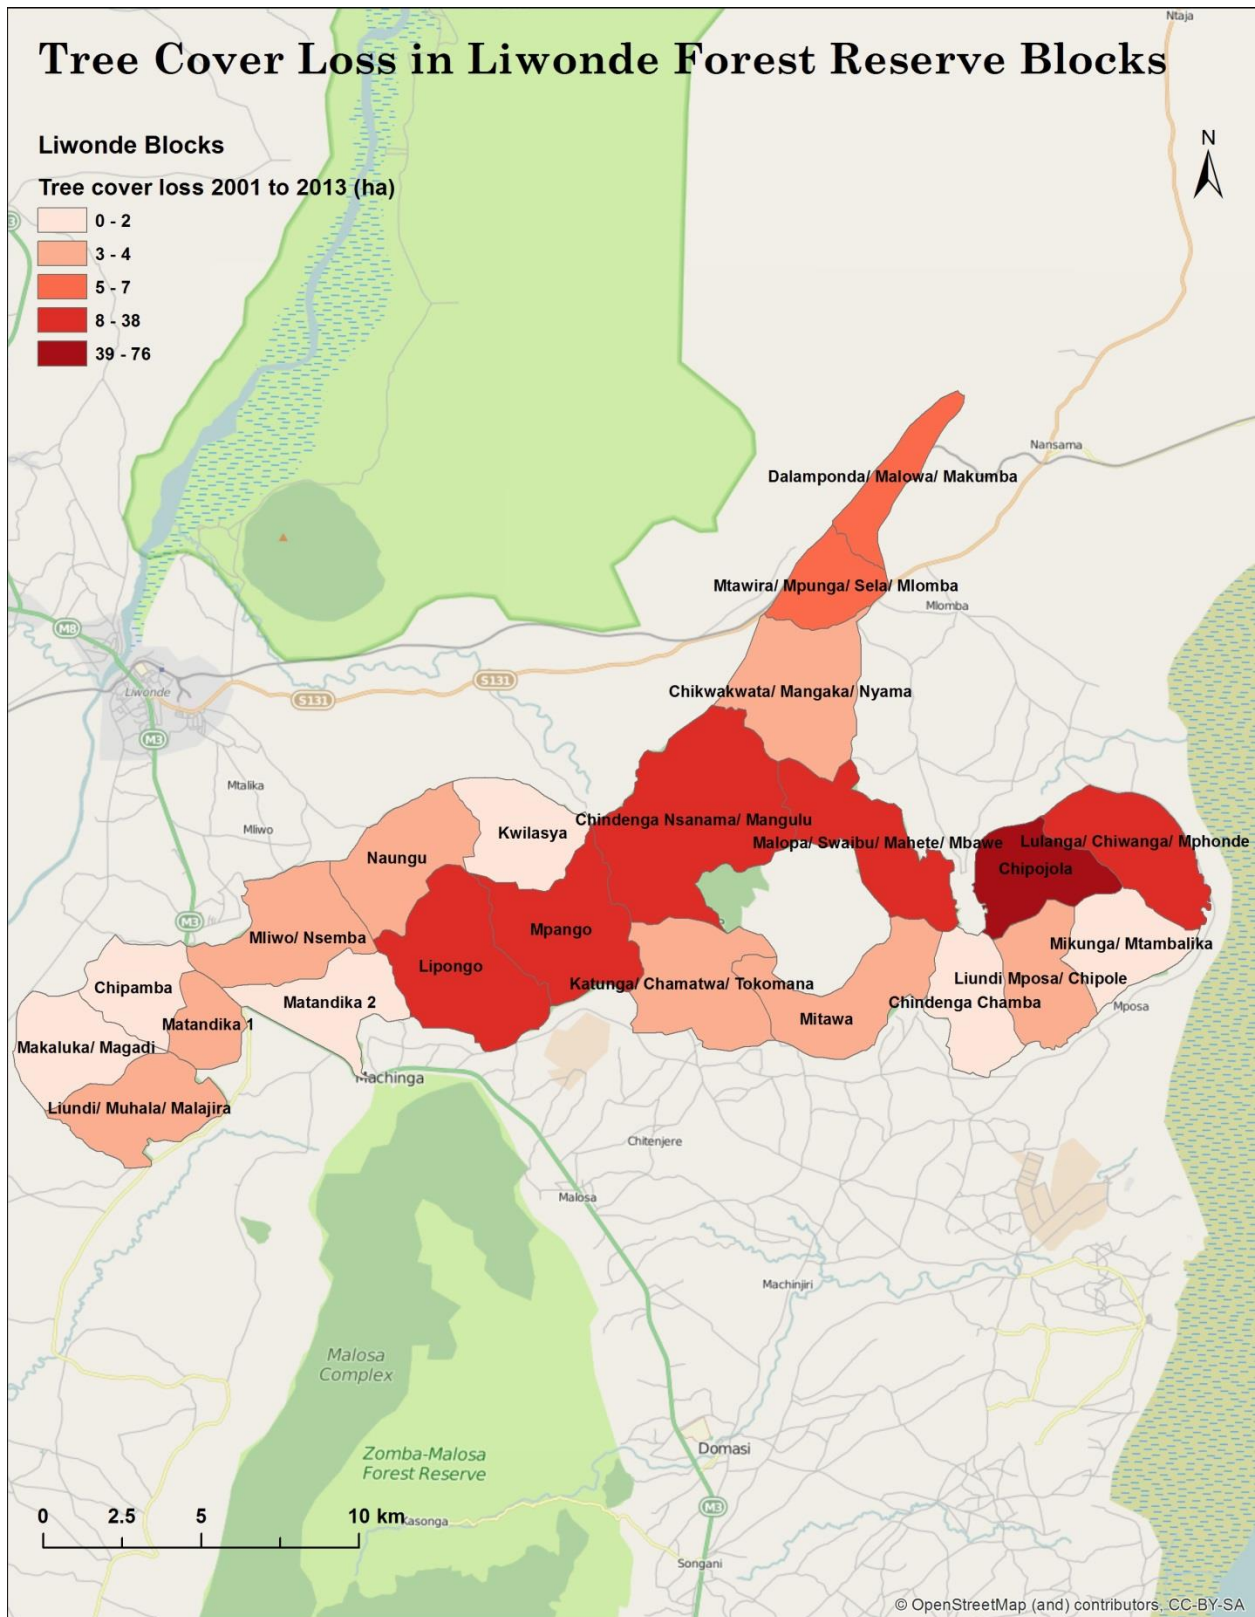 Ntaja
Tree Cover Loss in Liwonde Forest Reserve Blocks
Liwonde Blocks
N
Tree cover loss 2001 to 2013 (ha)
0 - 2
3
3 - 4
5 - 7
8 - 38
39 - 76
Nansama
Dalamponda/ Malowa/ Makumba
Mtawira/ Mpunga/ Sela/ Mlomba
Mlomba
M8
S131
Liwonde
S131
Chikwakwata/ Mangaka/ Nyama
M3
Mtalika
Mliwo
Kwilasya
Chindenga Nsanama/ Mangulu
Malopa/ Swaibu/ Mahete/ Mbawe
Lulanga/ Chiwanga/ Mphonde
Naungu
Chipojola
M3
Mpango
Mliwo/ Nsemba
Mikunga/ Mtambalika
Lipongo
Katunga/ Chamatwa/ Tokomana
Liundi Mposa/ Chipole
Chipamba
Matandika 2
Chindenga Chamba
Mposa
Matandika 1
Mitawa
Makaluka/ Magadi
Machinga
Liundi/ Muhala/ Malajira
Chitenjere
Malosa
Machinjiri
Malosa
Complex
Zomba-Malosa
Forest Reserve
Domasi
0 2.5 5 10 km
Kasonga
M3
Songani
© OpenStreetMap (and) contributors, CC-BY-SA